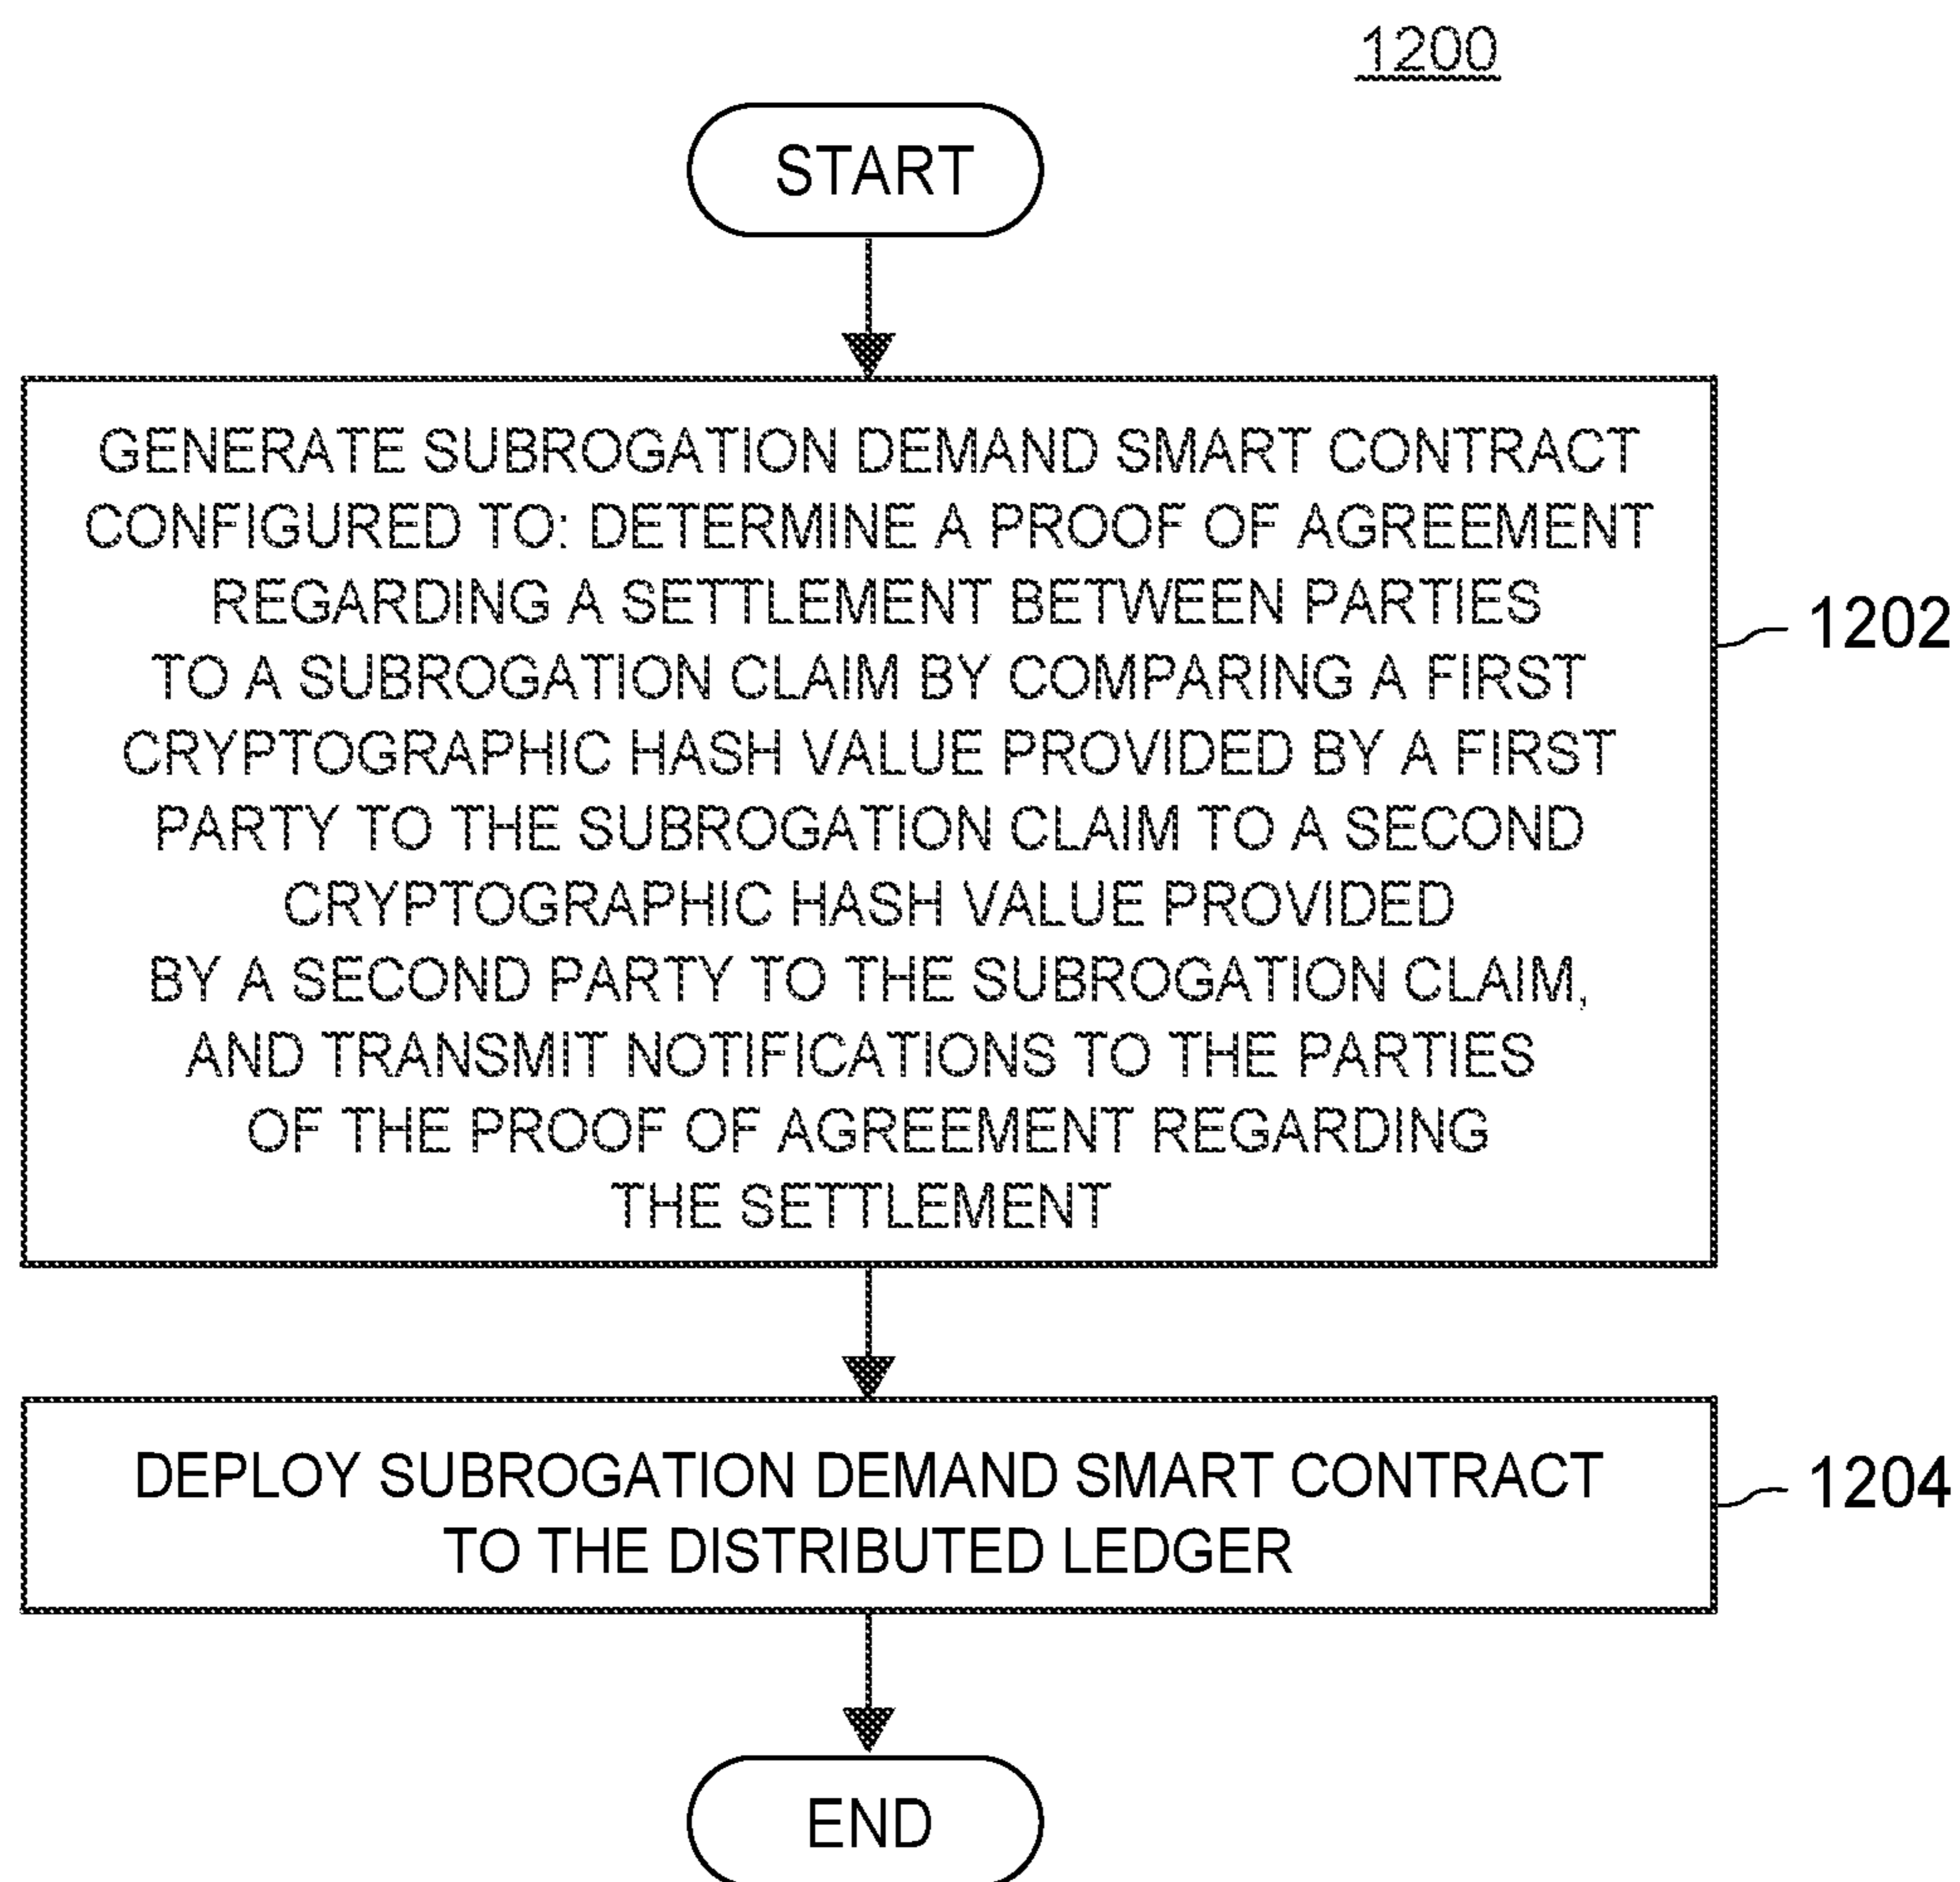 1200
START
GENERATE SUBROGATION DEMAND SMART CONTRACT
CONFIGURED TO: DETERMINE A PROOF OF AGREEMENT
REGARDING A SETTLEMENT BETWEEN PARTIES
TO A SUBROGATION CLAIM BY COMPARING A FIRST
CRYPTOGRAPHIC HASH VALUE PROVIDED BY A FIRST
PARTY TO THE SUBROGATION CLAIM TO A SECOND
CRYPTOGRAPHIC HASH VALUE PROVIDED
BY A SECOND PARTY TO THE SUBROGATION CLAIM,
AND TRANSMIT NOTIFICATIONS TO THE PARTIES
OF THE PROOF OF AGREEMENT REGARDING
THE SETTLEMENT
1202
DEPLOY SUBROGATION DEMAND SMART CONTRACT
TO THE DISTRIBUTED LEDGER
1204
END